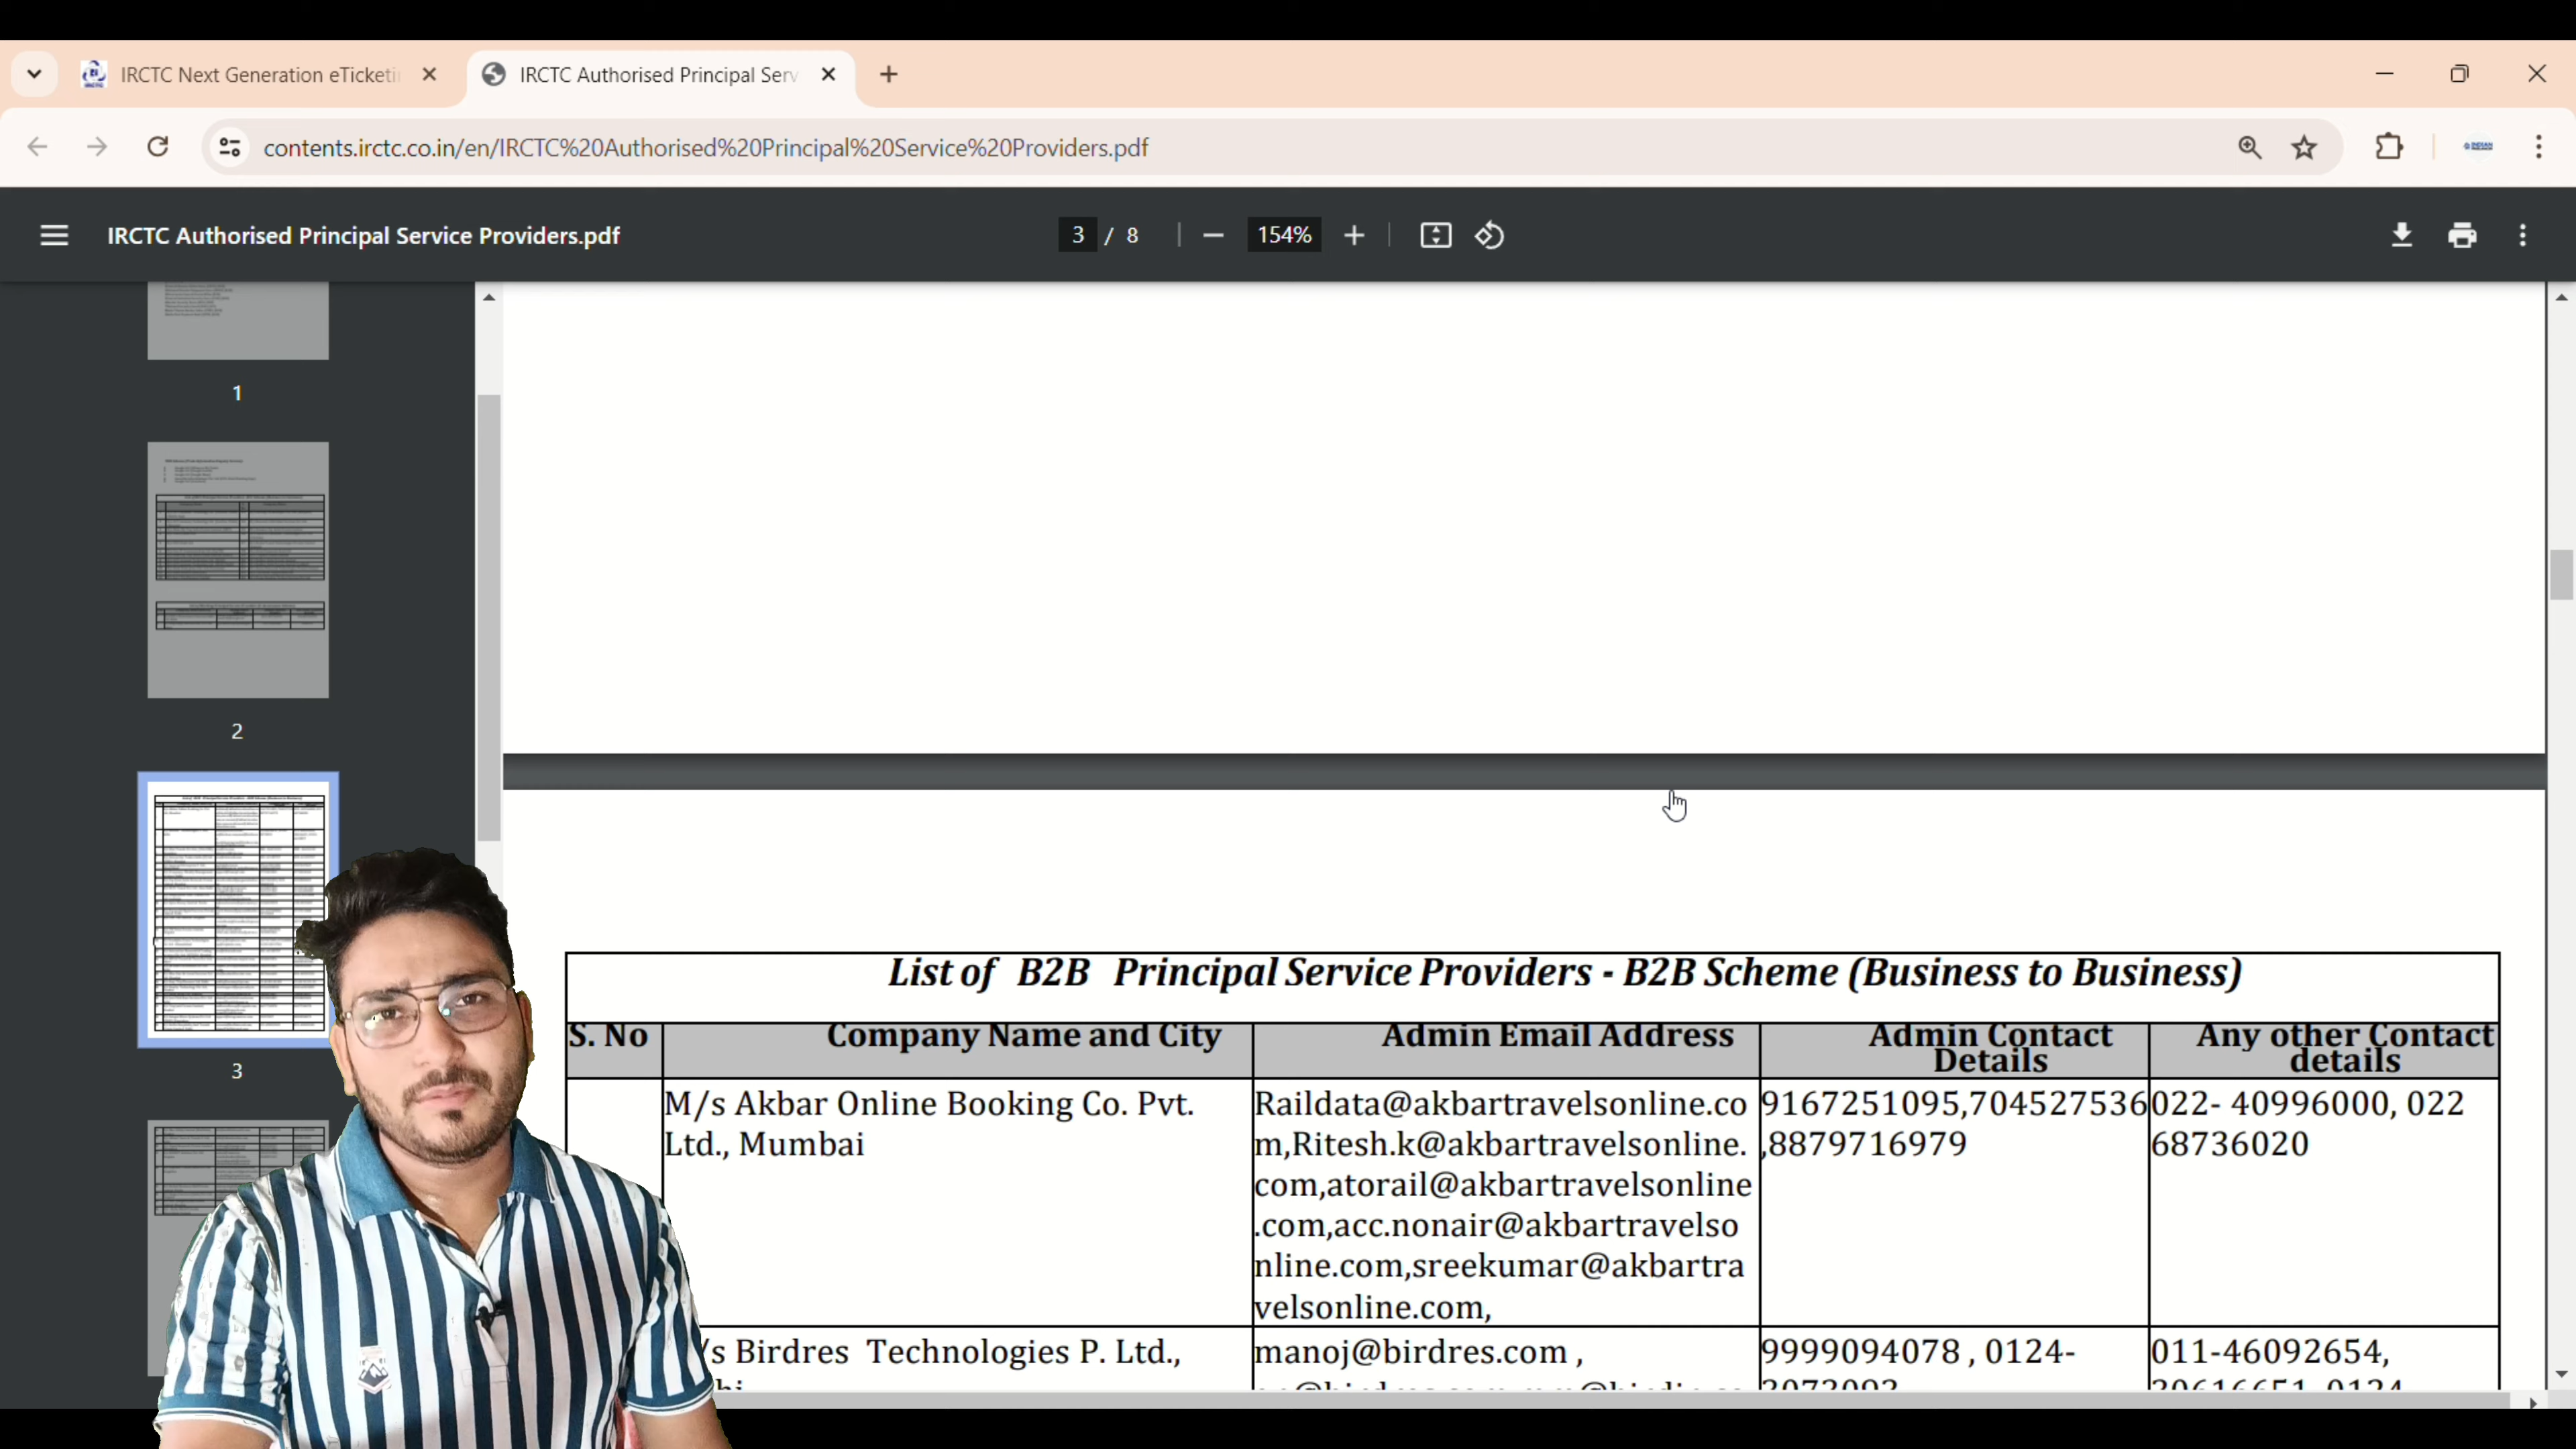 IRCTC Next Generation eTicketi
IRCTC Authorised Principal Serv
contents.irctc.co.in/en/IRCTC%20Authorised%20Principal%20Service%20Providers.pdf
IRCTC Authorised Principal Service Providers.pdf
3 / 8
154%
1
2
3
List of B2B Principal Service Providers - B2B Scheme (Business to Business)
S. No
Company Name and City
Admin Email Address
Admin Contact
Details
Any other Contact
details
M/s Akbar Online Booking Co. Pvt.
Ltd., Mumbai
Raildata@akbartravelsonline.co
m,Ritesh.k@akbartravelsonline.
com,atorail@akbartravelsonline
.com,acc.nonair@akbartravelso
nline.com,sreekumar@akbartra
velsonline.com,
9167251095,704527536
,8879716979
022- 40996000, 022
68736020
/s Birdres Technologies P. Ltd.,
manoj@birdres.com ,
9999094078 , 0124-
011-46092654,